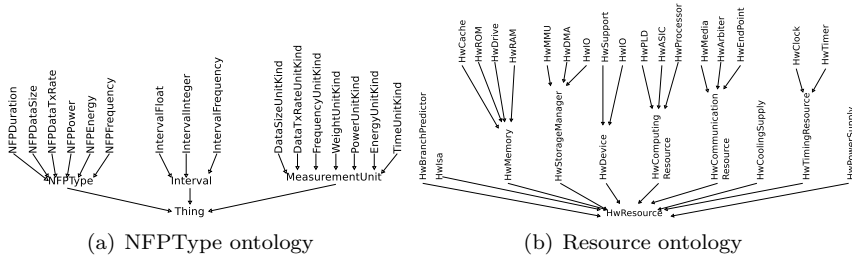 NFPDuration
NFPDataSize
NFPDataTxRate
NFPPower
NFPEnergy
NFPFrequency
IntervalFloat
IntervalInteger
IntervalFrequency
DataSizeUnitKind
DataTxRateUnitKind
FrequencyUnitKind
WeightUnitKind
PowerUnitKind
EnergyUnitKind
TimeUnitKind
NFPType
Interval
MeasurementUnit
Thing
(a) NFPType ontology
HwCache
HwROM
HwDrive
HwRAM
HwMMU
HwDMA
HwIO
HwSupport
HwIO
HwPLD
HwASIC
HwProcessor
HwMedia
HwArbiter
HwEndPoint
HwClock
HwTimer
HwBranchPredictor
HwIsa
HwMemory
HwStorageManager
HwDevice
HwComputing
Resource
HwCommunication
Resource
HwCoolingSupply
HwTimingResource
HwPowerSupply
HwResource
(b) Resource ontology